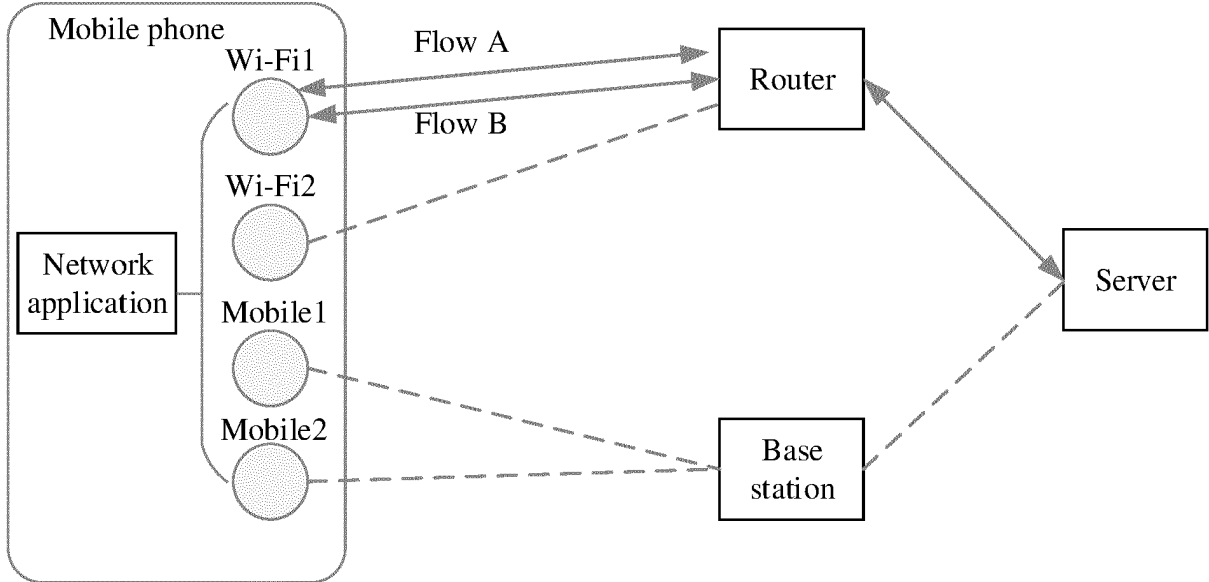 Mobile phone
Wi-Fi1
Flow A
Router
Flow B
Wi-Fi2
Network
application
Server
Mobile1
Mobile2
Base
station